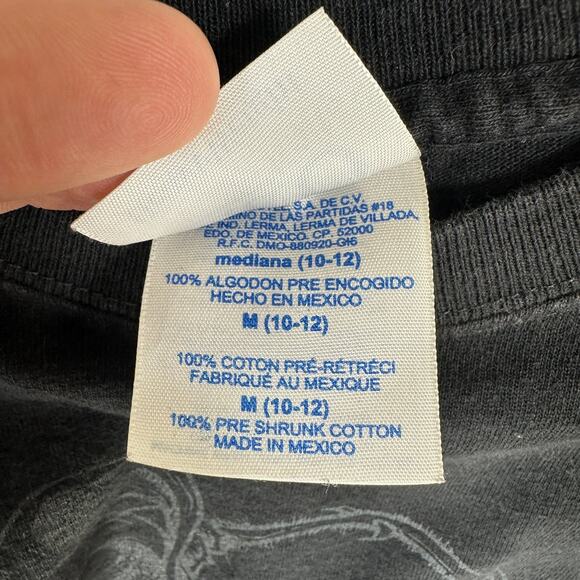 S.A. DE C.V.
DE LAS PARTIDAS #18
IND. LERMA, LERMA DE VILLADA,
EDO. DE MEXICO. CP. 52000
R.F.C. DMO-880920-GI6
mediana (10-12)
100% ALGODON PRE ENCOGIDO
HECHO EN MEXICO
M (10-12)
100% COTON PRÉ-RÉTRÉCI
FABRIQUÉ AU MEXIQUE
M (10-12)
100% PRE SHRUNK COTTON
MADE IN MEXICO